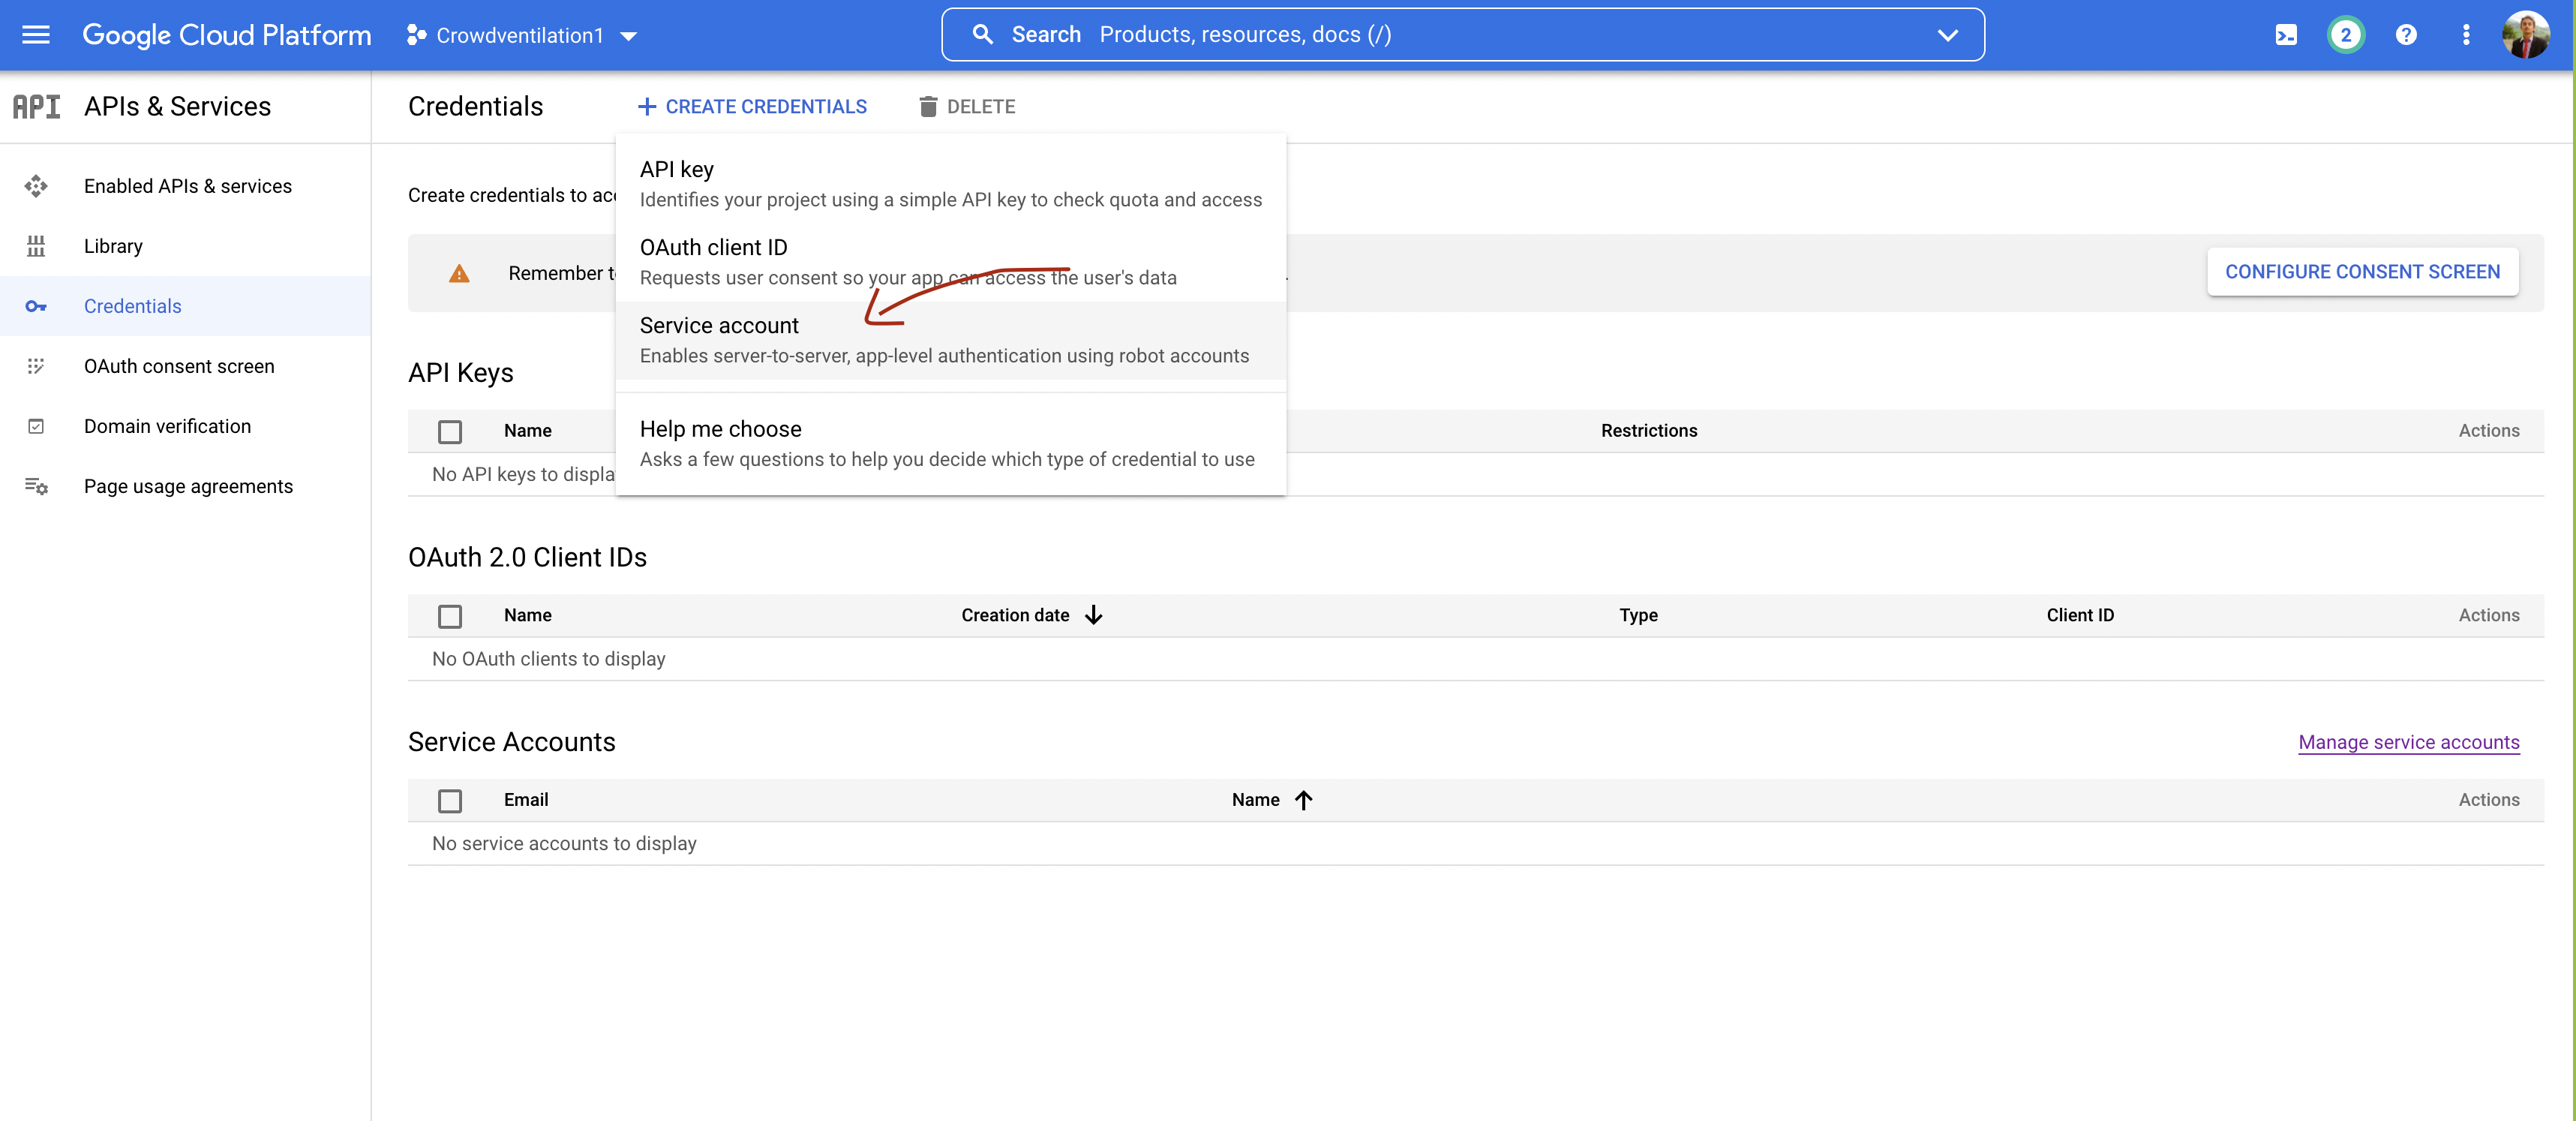 Google Cloud Platform
Crowdventilation1
Search Products, resources, docs (/)
2
?
API APIs & Services
Credentials
+ CREATE CREDENTIALS
DELETE
Enabled APIs & services
Library
Credentials
OAuth consent screen
Domain verification
Page usage agreements
Create credentials to
API key
Identifies your project using a simple API key to check quota and access
OAuth client ID
Requests user consent so your app can access the user's data
Service account
Enables server-to-server, app-level authentication using robot accounts
Help me choose
Asks a few questions to help you decide which type of credential to use
Remember
CONFIGURE CONSENT SCREEN
API Keys
Name Restrictions Actions
No API keys to
OAuth 2.0 Client IDs
Name Creation date Type Client ID Actions
No OAuth clients to display
Service Accounts
Manage service accounts
Email Name Actions
No service accounts to display